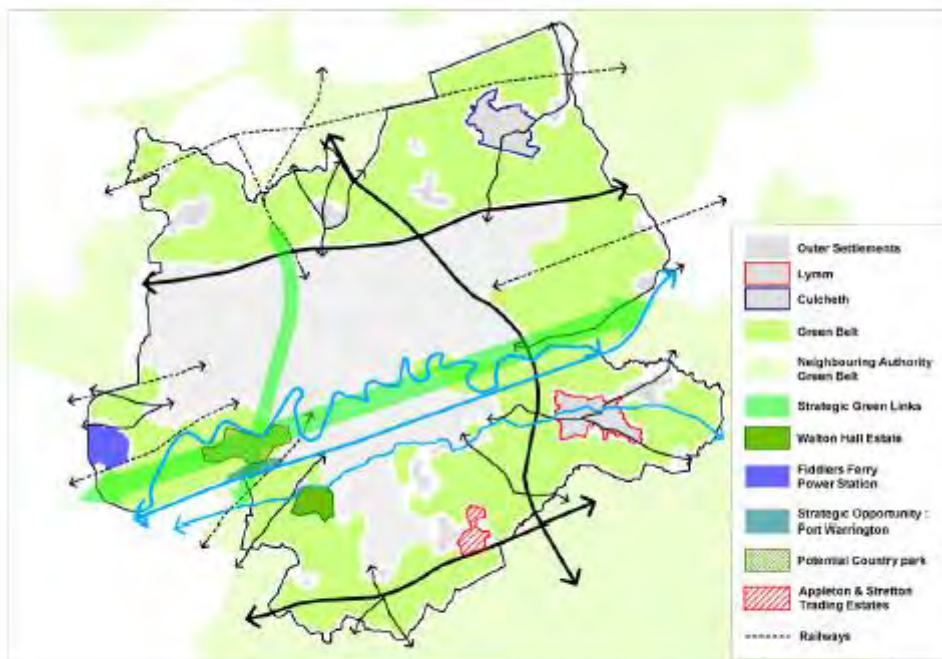 Outer Settlements
Lymm
Culcheth
Green Belt
Neighbouring Authority
Green Belt
Strategic Green Links
Walton Hall Estate
Fiddlers Ferry
Power Station
Strategic Opportunity :
Port Warrington
Potential Country park
Appleton & Stretton
Trading Estates
Railways